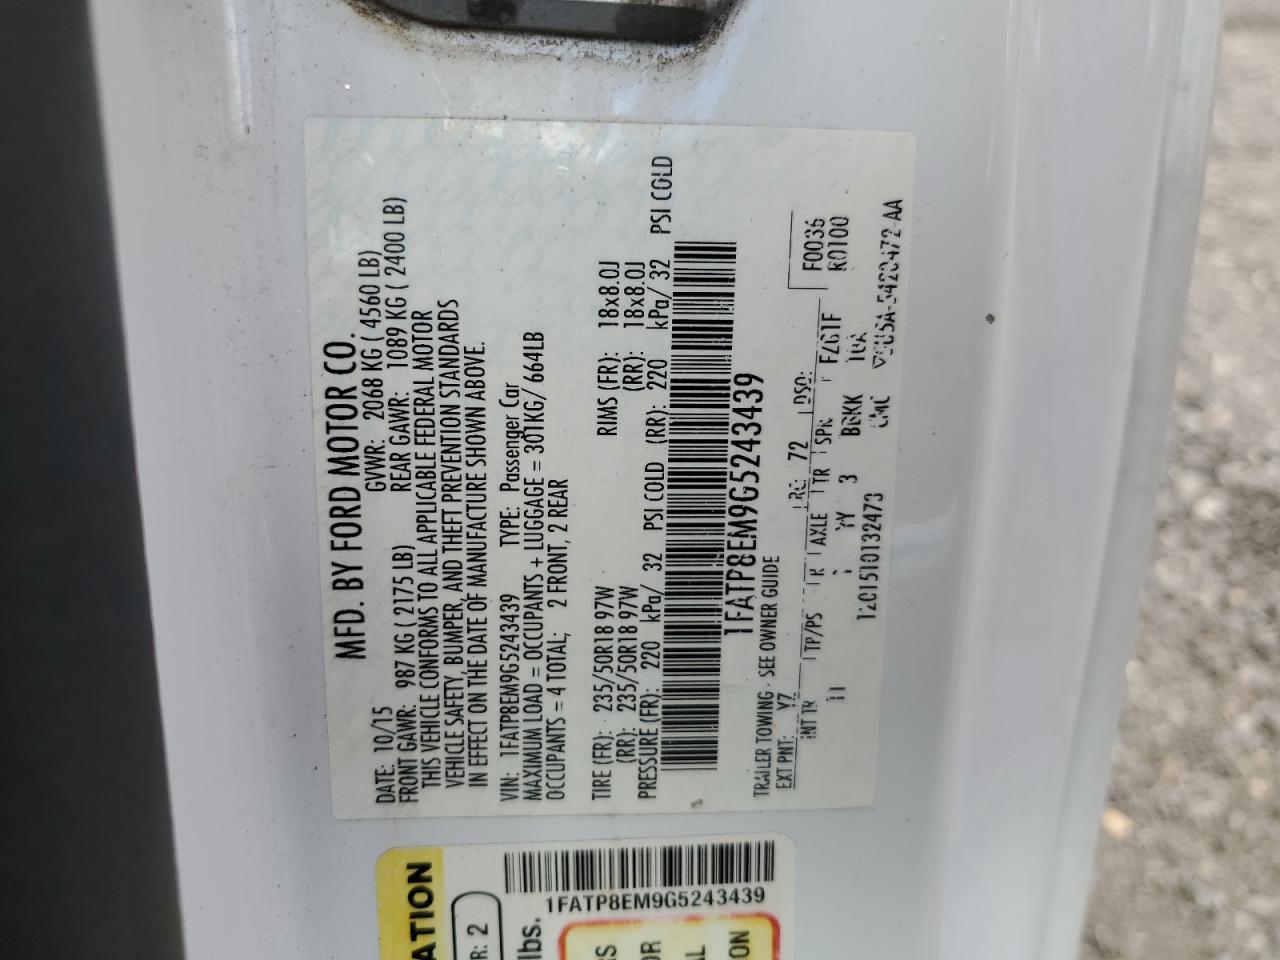 MFD. BY FORD MOTOR CO.
DATE: 10/15 GVWR: 2068 KG ( 4560 LB)
FRONT GAWR: 987 KG ( 2175 LB) REAR GAWR: 1089 KG ( 2400 LB)
THIS VEHICLE CONFORMS TO ALL APPLICABLE FEDERAL MOTOR
VEHICLE SAFETY, BUMPER, AND THEFT PREVENTION STANDARDS
IN EFFECT ON THE DATE OF MANUFACTURE SHOWN ABOVE.
VIN: 1FATP8EM9G5243439 TYPE: Passenger Car
MAXIMUM LOAD = OCCUPANTS + LUGGAGE = 301KG/ 664LB
OCCUPANTS = 4 TOTAL; 2 FRONT, 2 REAR
TIRE (FR): 235/50R18 97W RIMS (FR): 18x8.0J
(RR): 235/50R18 97W (RR): 18x8.0J
PRESSURE (FR): 220 kPa/ 32 PSI COLD (RR): 220 kPa/ 32 PSI COLD
1FATP8EM9G5243439
TRAILER TOWING - SEE OWNER GUIDE
EXT PNT: YZ RC: 72 DSO: F0036
INT TR TP/PS R AXLE TR SPR R0100
11 W 3
1201510132473
ATION
R: 2
lbs.
1FATP8EM9G5243439
RS
OR
AL
ON